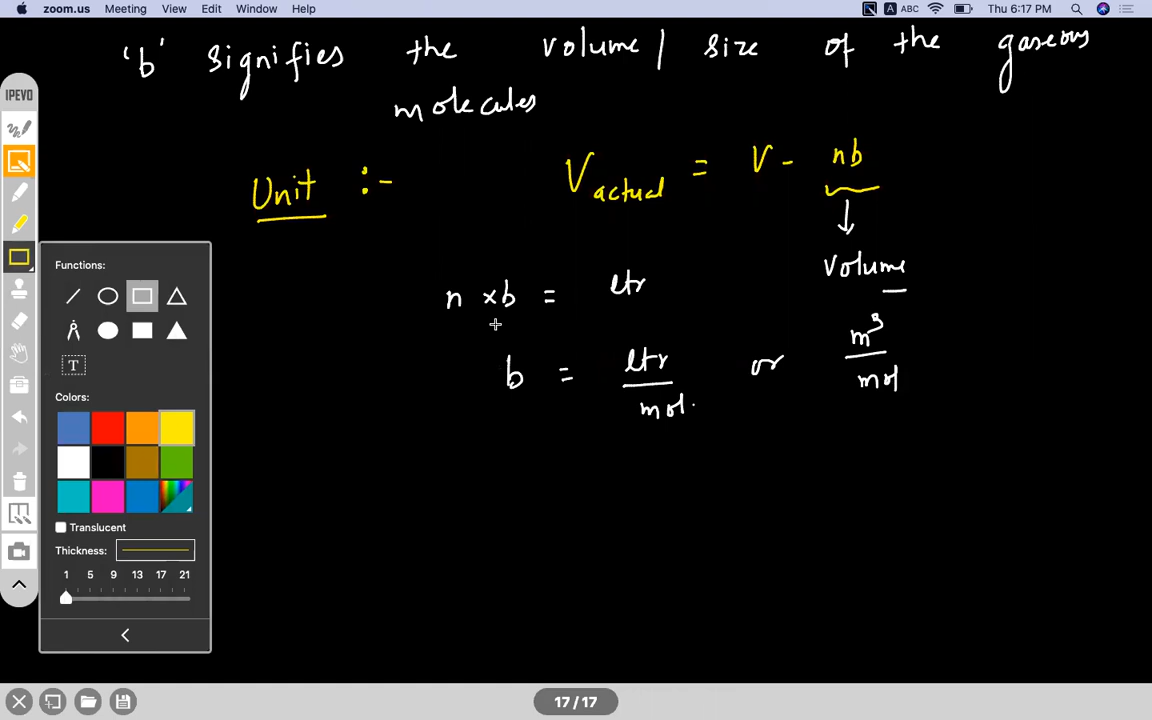 zoom.us Meeting View Edit Window Help ABC Thu 6:17 PM
'b' signifies the volume/ size of the gaseous
molecules
Unit :- Vactual = V - nb
Volume
n × b = ltr
b = ltr/mol. or m³/mol
IPEVO
Functions:
T
Colors:
Translucent
Thickness:
1 5 9 13 17 21
17/17